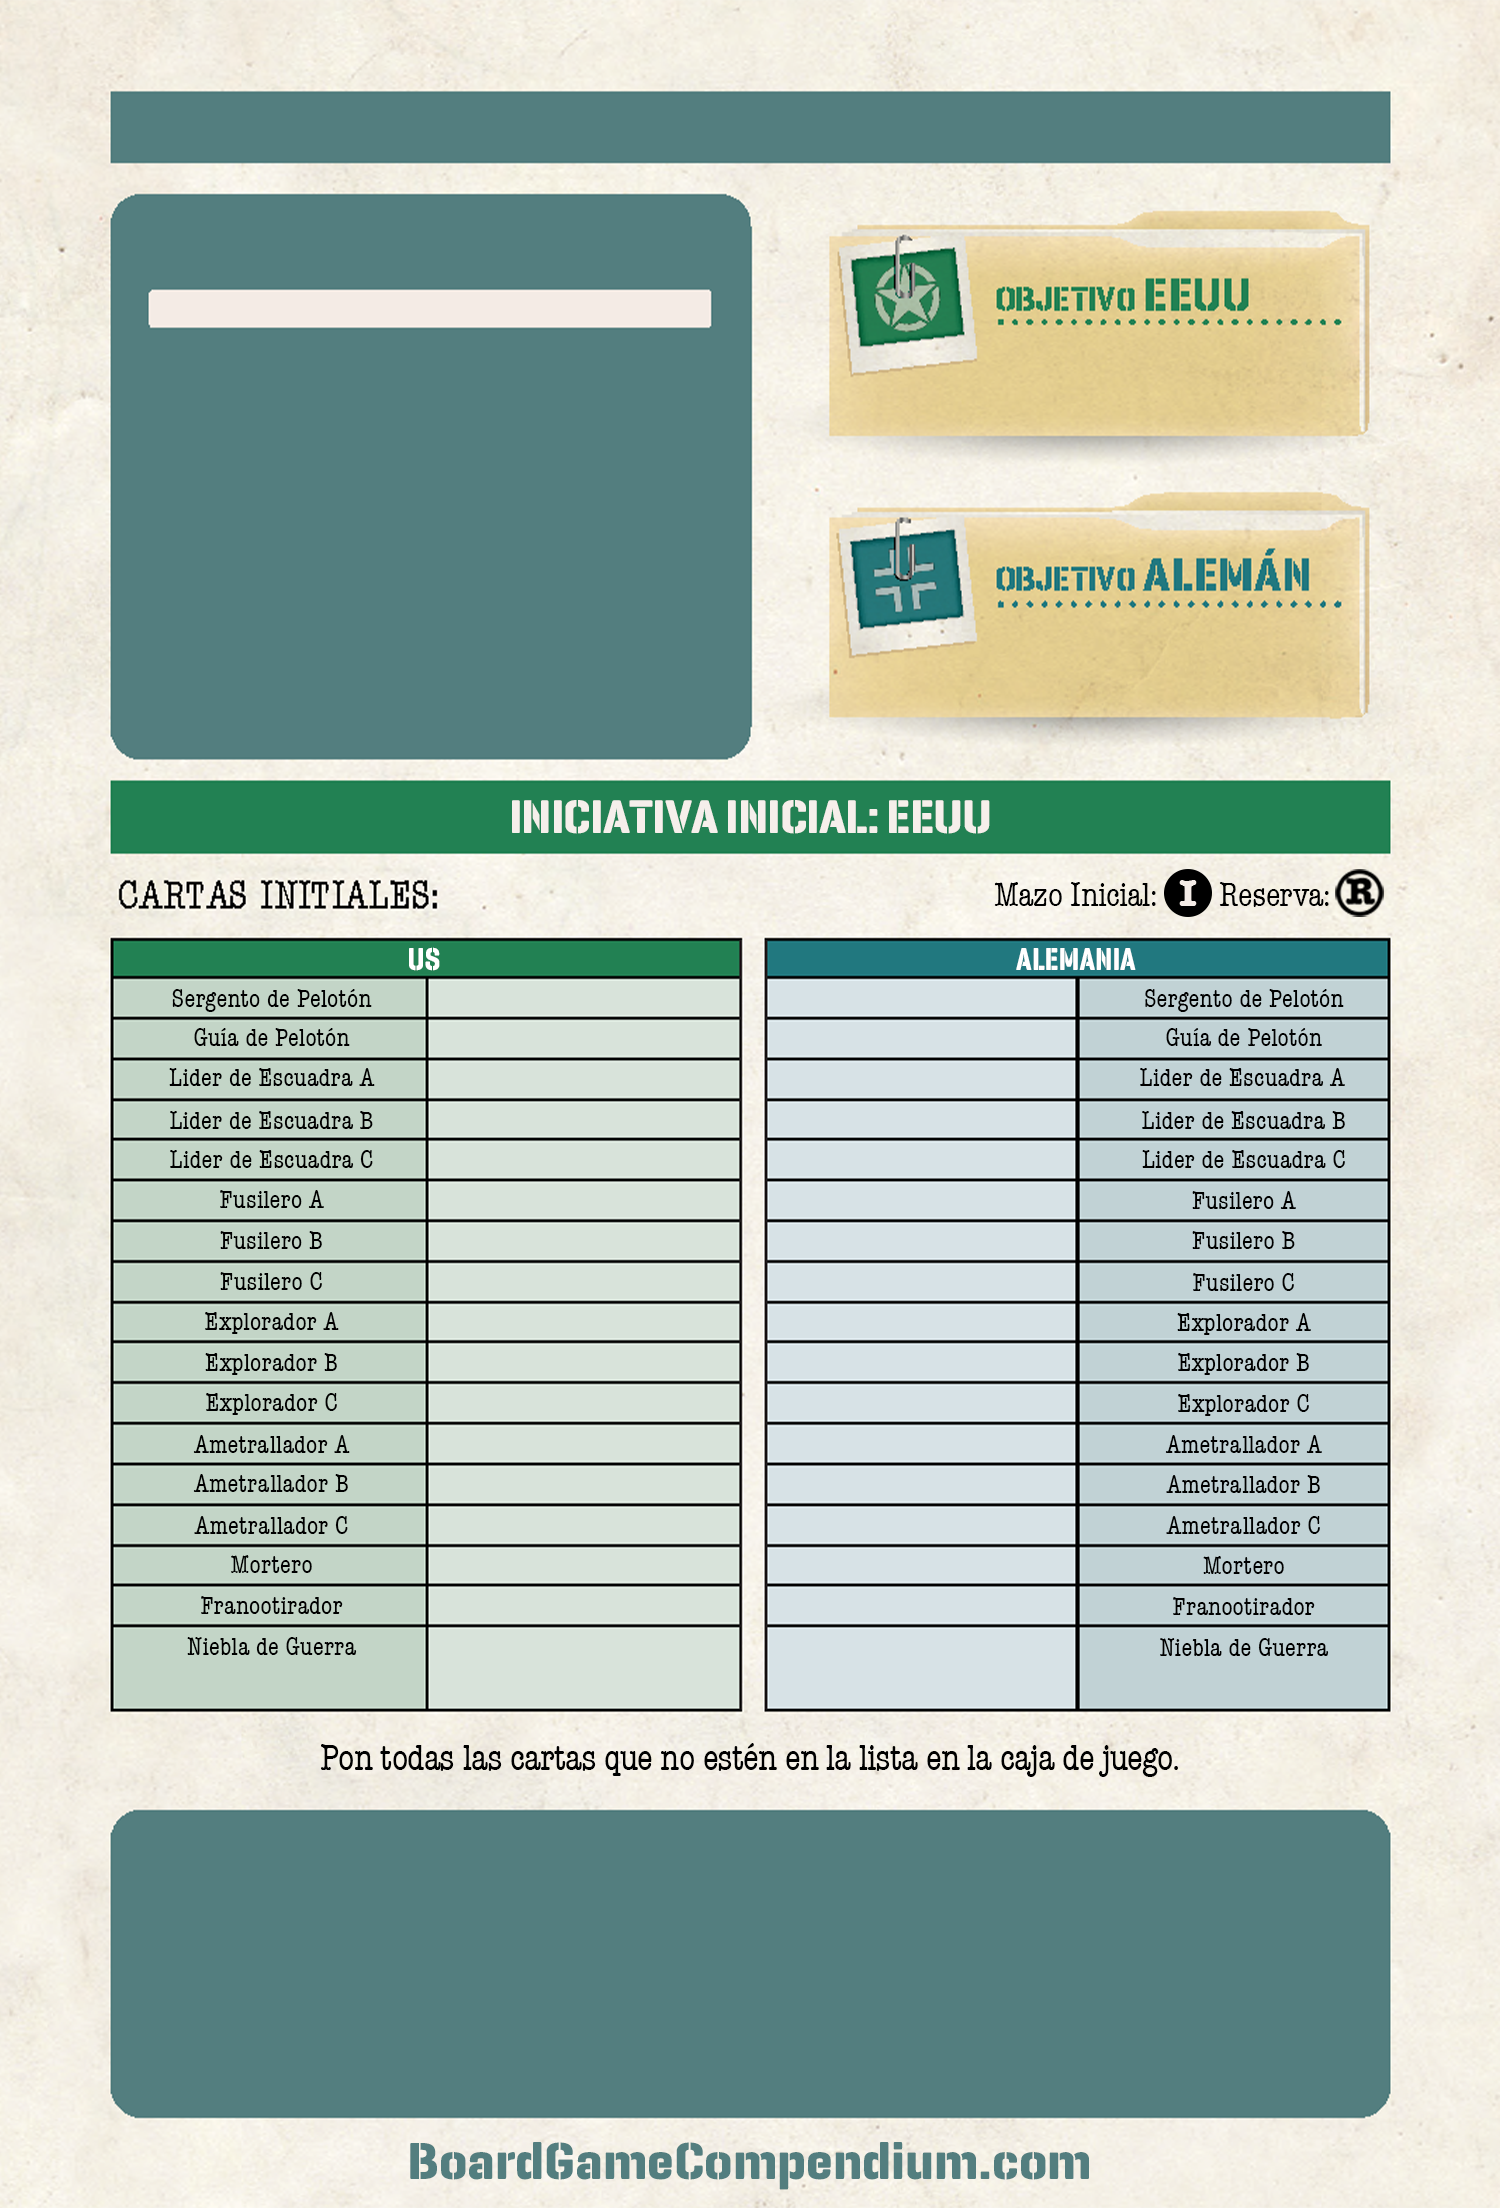 OBJETIVO EEUU
OBJETIVO ALEMÁN
INICIATIVA INICIAL: EEUU
CARTAS INITIALES:
Mazo Inicial: I Reserva: R
US
ALEMANIA
Sergento de Pelotón
Sergento de Pelotón
Guía de Pelotón
Guía de Pelotón
Lider de Escuadra A
Lider de Escuadra A
Lider de Escuadra B
Lider de Escuadra B
Lider de Escuadra C
Lider de Escuadra C
Fusilero A
Fusilero A
Fusilero B
Fusilero B
Fusilero C
Fusilero C
Explorador A
Explorador A
Explorador B
Explorador B
Explorador C
Explorador C
Ametrallador A
Ametrallador A
Ametrallador B
Ametrallador B
Ametrallador C
Ametrallador C
Mortero
Mortero
Franootirador
Franootirador
Niebla de Guerra
Niebla de Guerra
Pon todas las cartas que no estén en la lista en la caja de juego.
BoardGameCompendium.com